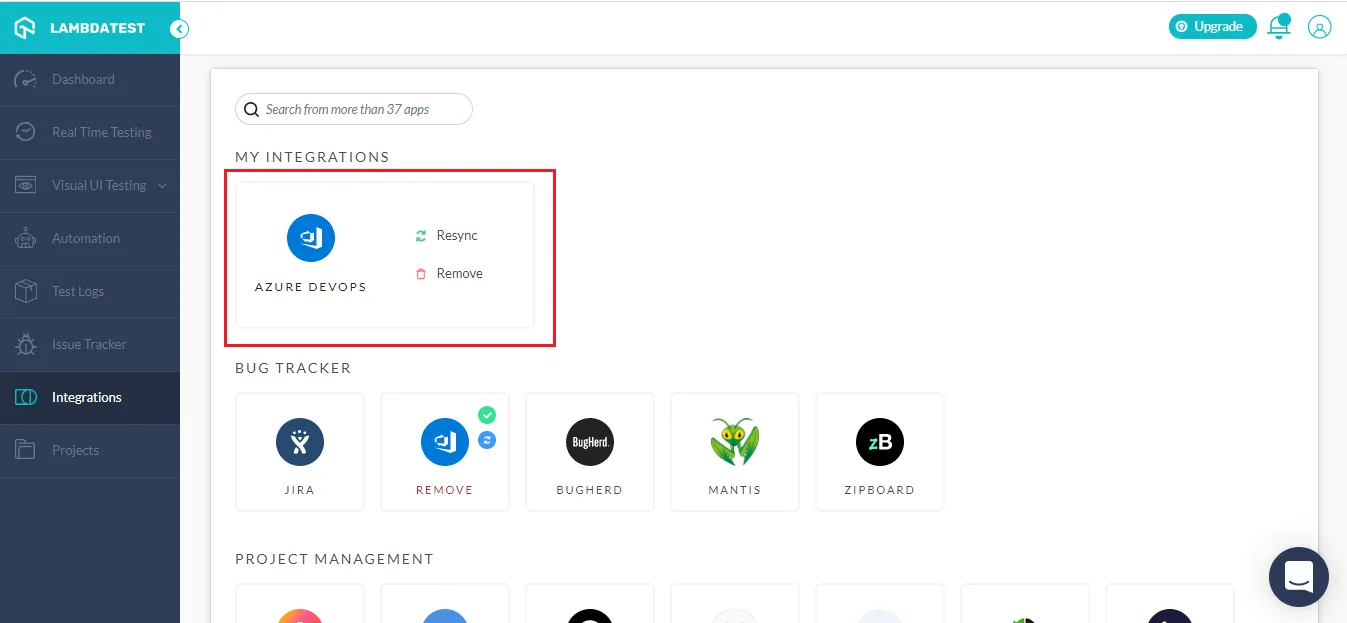 LAMBDATEST
Upgrade
Dashboard
Real Time Testing
Visual UI Testing
Automation
Test Logs
Issue Tracker
Integrations
Projects
Search from more than 37 apps
MY INTEGRATIONS
AZURE DEVOPS
Resync
Remove
BUG TRACKER
JIRA
REMOVE
BugHerd.
BUGHERD
MANTIS
zB
ZIPBOARD
PROJECT MANAGEMENT